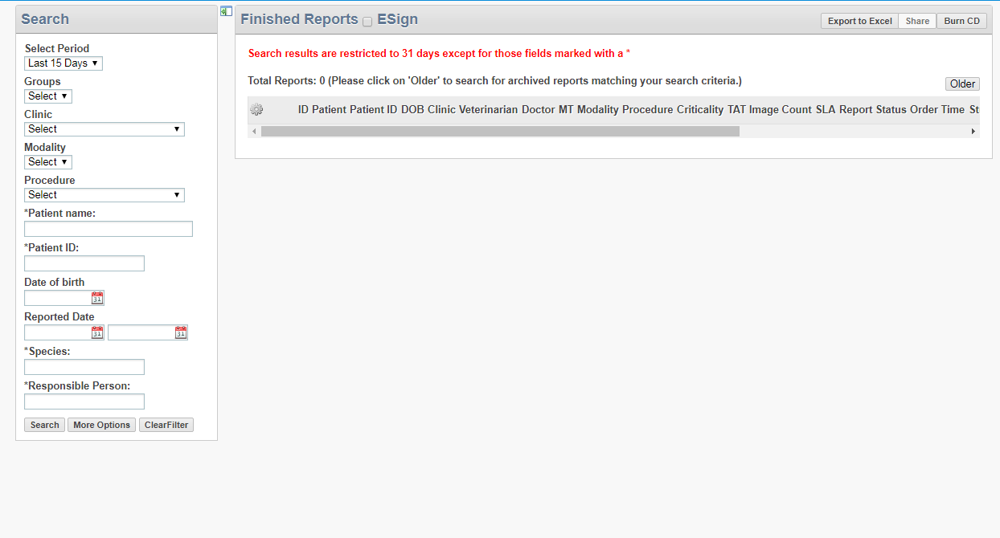 Search
Select Period
Last 15 Days
Groups
Select
Clinic
Select
Modality
Select
Procedure
Select
*Patient name:
*Patient ID:
Date of birth
31
Reported Date
31 31
*Species:
*Responsible Person:
Search More Options ClearFilter
Finished Reports ESign
Export to Excel Share Burn CD
Search results are restricted to 31 days except for those fields marked with a *
Total Reports: 0 (Please click on 'Older' to search for archived reports matching your search criteria.)
Older
ID Patient Patient ID DOB Clinic Veterinarian Doctor MT Modality Procedure Criticality TAT Image Count SLA Report Status Order Time St